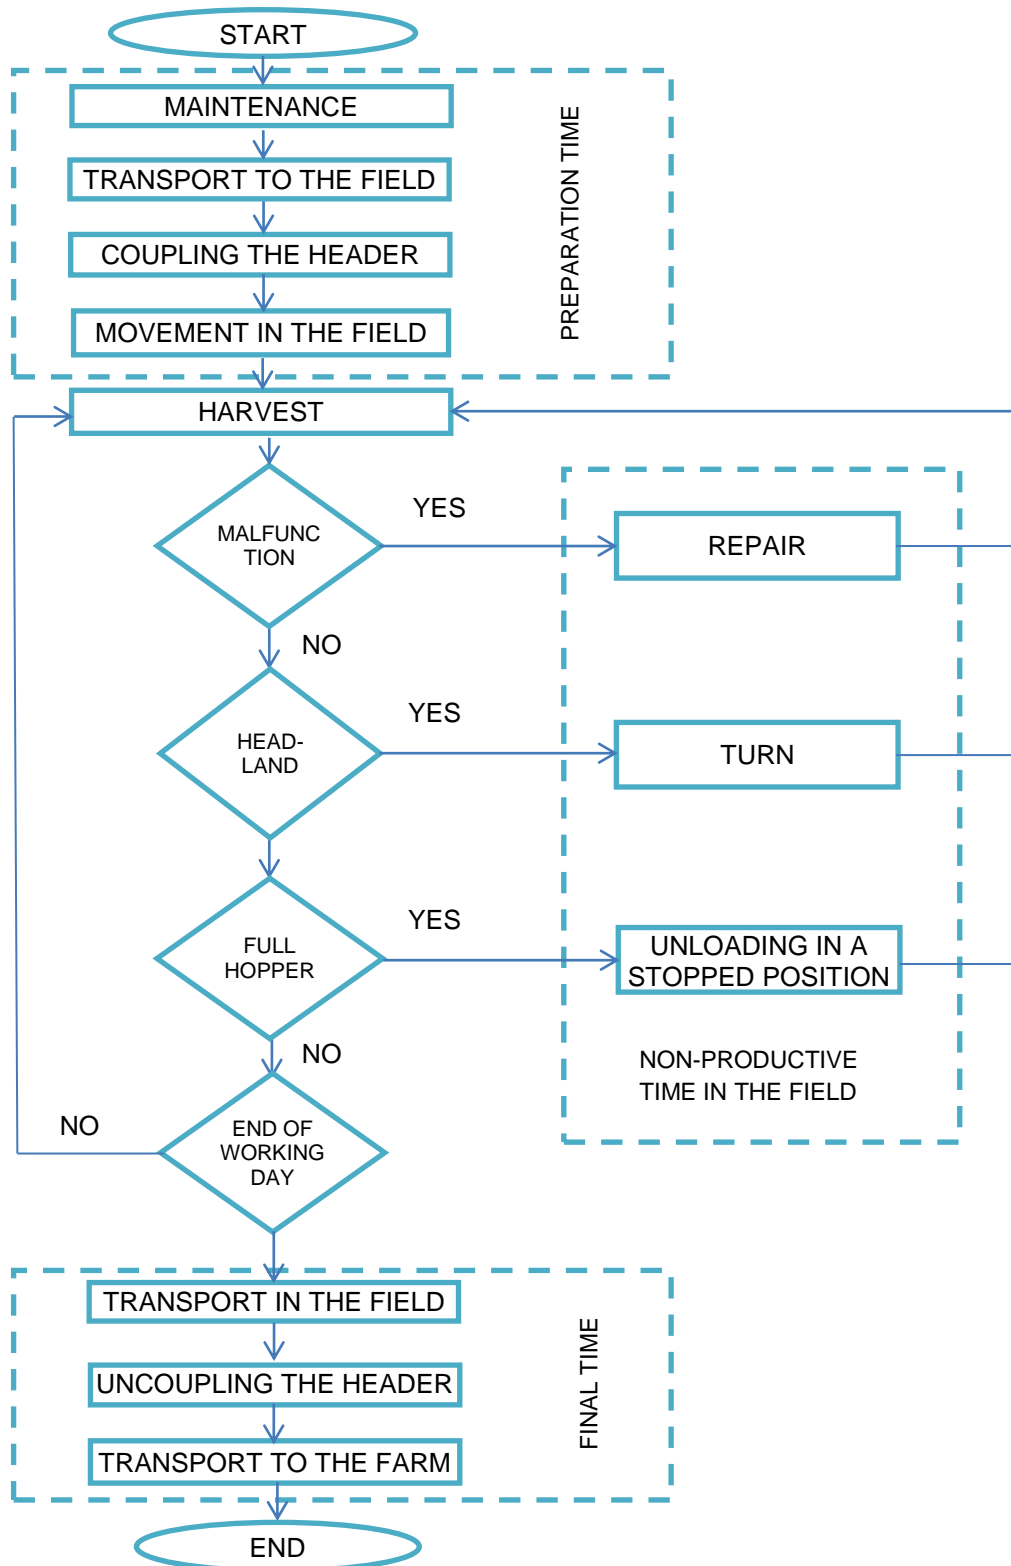 START
MAINTENANCE
TRANSPORT TO THE FIELD
COUPLING THE HEADER
MOVEMENT IN THE FIELD
PREPARATION TIME
HARVEST
MALFUNC
TION
YES
REPAIR
NO
HEAD-
LAND
YES
TURN
FULL
HOPPER
YES
UNLOADING IN A
STOPPED POSITION
NO
NON-PRODUCTIVE
TIME IN THE FIELD
NO
END OF
WORKING
DAY
TRANSPORT IN THE FIELD
UNCOUPLING THE HEADER
TRANSPORT TO THE FARM
FINAL TIME
END